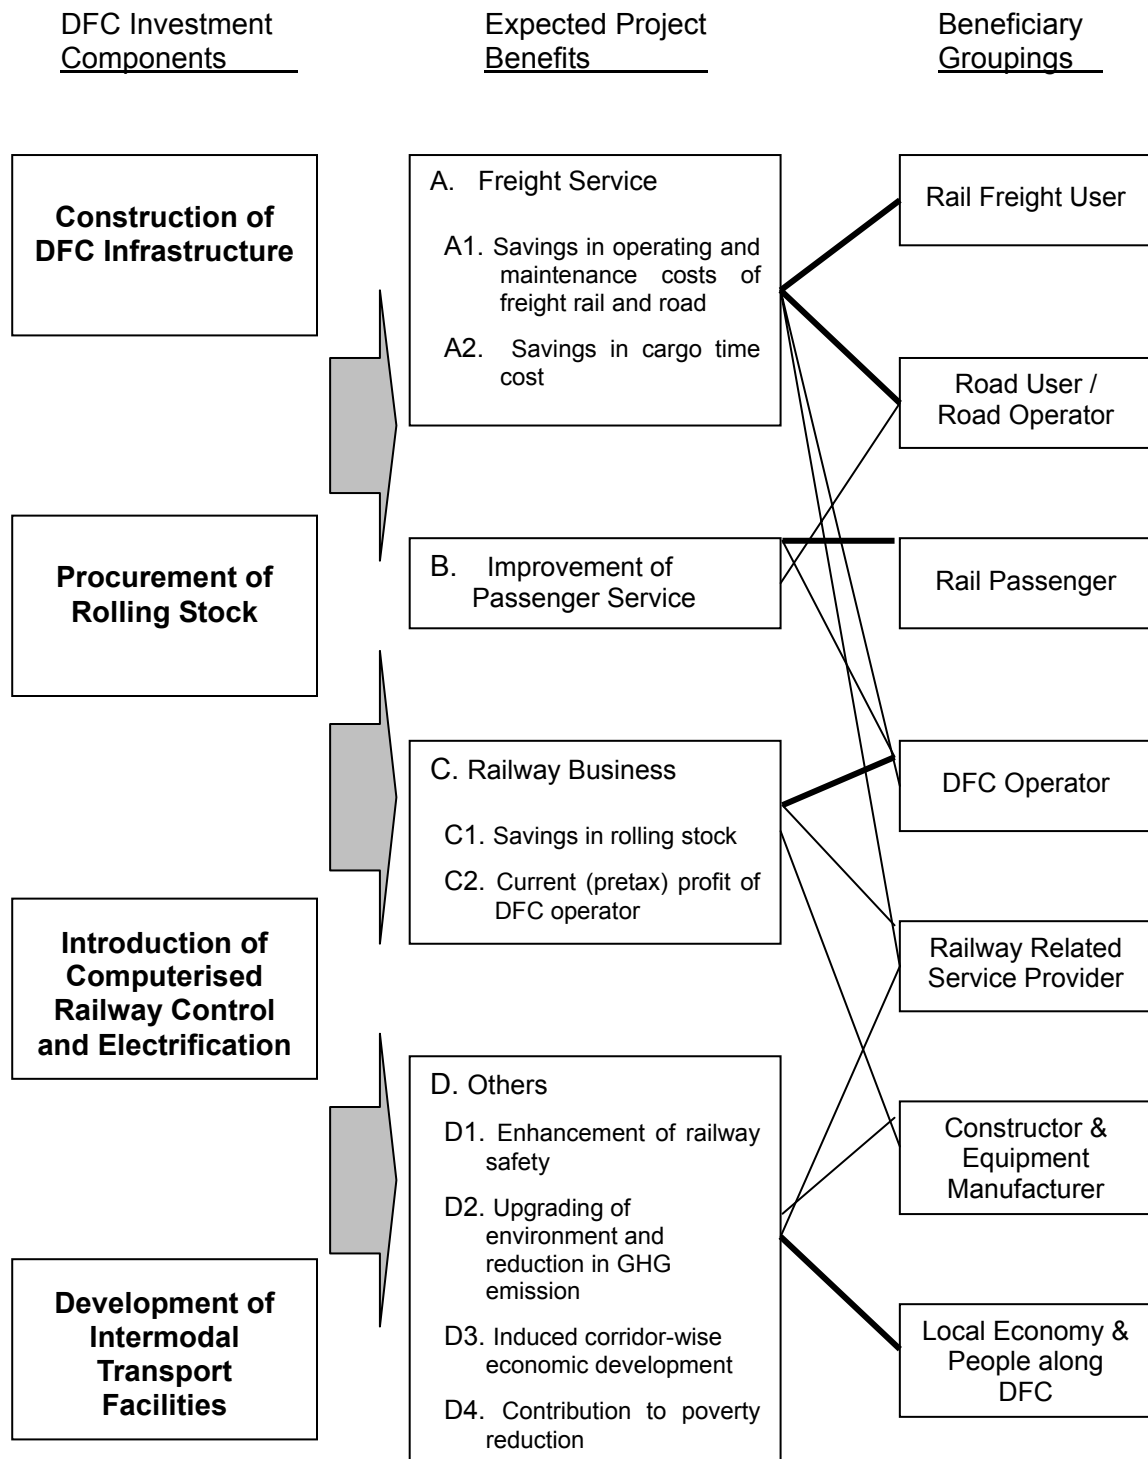 DFC Investment
Components
Expected Project
Benefits
Beneficiary
Groupings
Construction of
DFC Infrastructure
Procurement of
Rolling Stock
Introduction of
Computerised
Railway Control
and Electrification
Development of
Intermodal
Transport
Facilities
A. Freight Service
A1. Savings in operating and
maintenance costs of
freight rail and road
A2. Savings in cargo time
cost
B. Improvement of
Passenger Service
C. Railway Business
C1. Savings in rolling stock
C2. Current (pretax) profit of
DFC operator
D. Others
D1. Enhancement of railway
safety
D2. Upgrading of
environment and
reduction in GHG
emission
D3. Induced corridor-wise
economic development
D4. Contribution to poverty
reduction
Rail Freight User
Road User /
Road Operator
Rail Passenger
DFC Operator
Railway Related
Service Provider
Constructor &
Equipment
Manufacturer
Local Economy &
People along
DFC